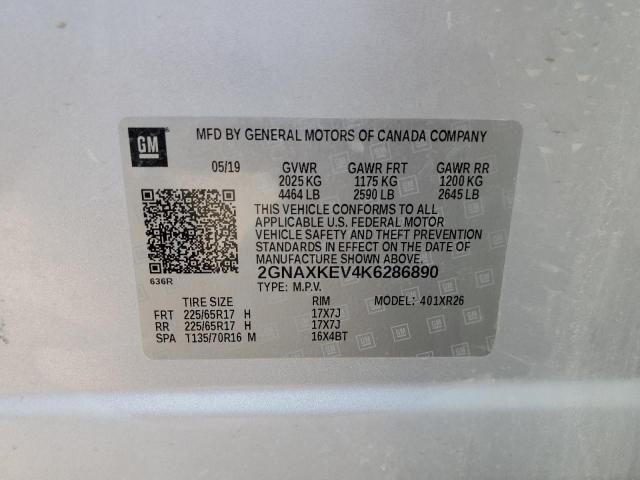 GM
MFD BY GENERAL MOTORS OF CANADA COMPANY
05/19 GVWR GAWR FRT GAWR RR
2025 KG 1175 KG 1200 KG
4464 LB 2590 LB 2645 LB
THIS VEHICLE CONFORMS TO ALL
APPLICABLE U.S. FEDERAL MOTOR
VEHICLE SAFETY AND THEFT PREVENTION
STANDARDS IN EFFECT ON THE DATE OF
MANUFACTURE SHOWN ABOVE.
2GNAXKEV4K6286890
636R
TYPE: M.P.V.
TIRE SIZE RIM MODEL: 401XR26
FRT 225/65R17 H 17X7J
RR 225/65R17 H 17X7J
SPA T135/70R16 M 16X4BT